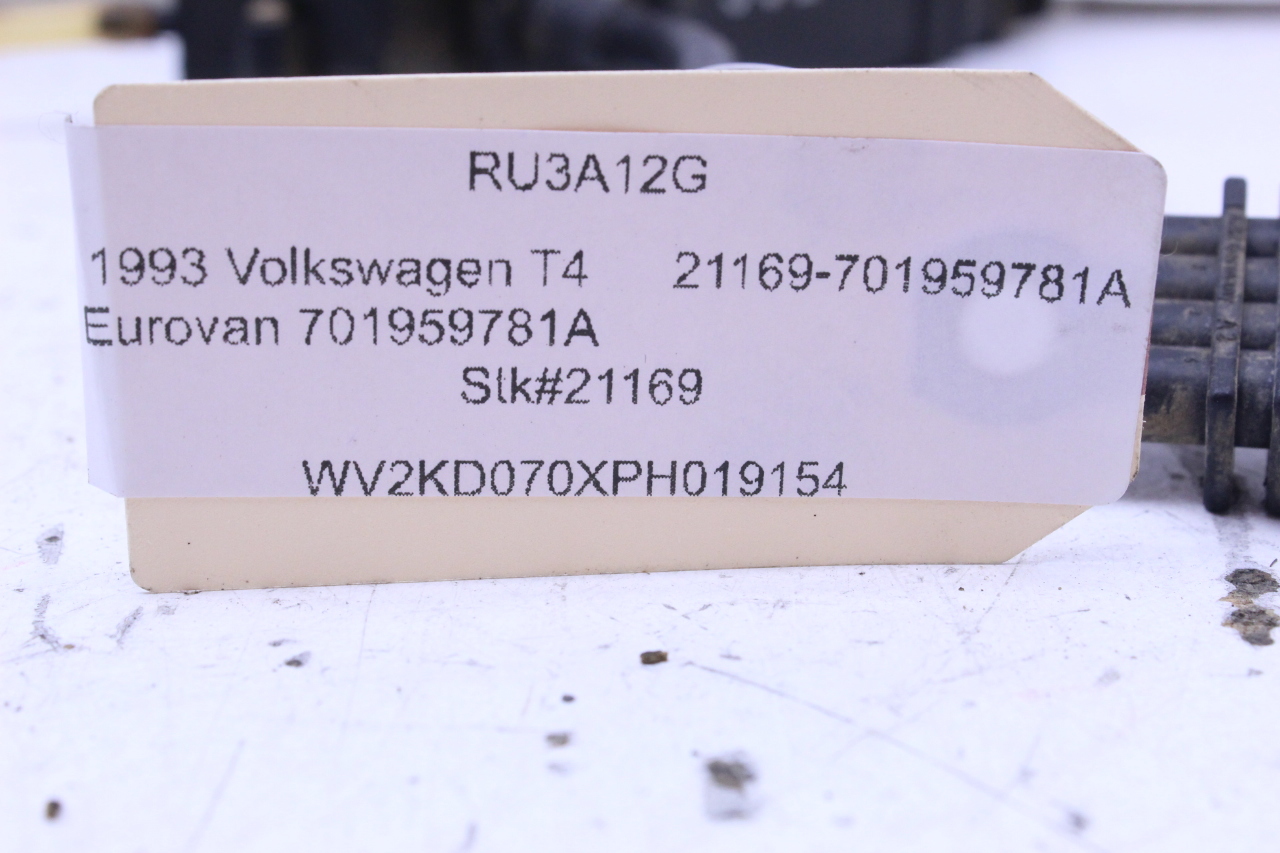 RU3A12G
1993 Volkswagen T4 21169-701959781A
Eurovan 701959781A
Stk#21169
WV2KD070XPH019154